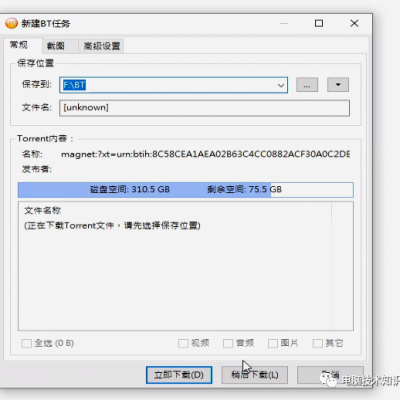 新建BT任务
常规 截图 高级设置
保存位置
保存到: F:\BT ...
文件名: [unknown]
Torrent内容:
名称: magnet:?xt=urn:btih:8C58CEA1AEA02B63C4CC08B2ACF30A0C2DE
发布者:
磁盘空间: 310.5 GB 剩余空间: 75.5 GB
文件名称
(正在下载Torrent文件，请先选择保存位置)
全选 (0 B) 视频 音频 图片 其它
立即下载(D) 稍后下载(L) 取消
电脑技术知识